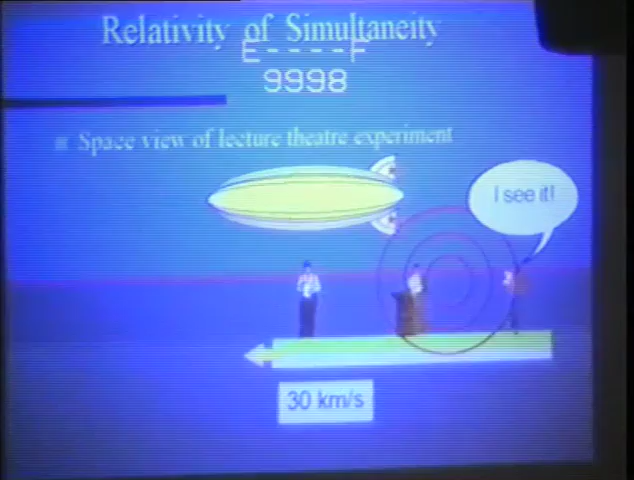 Relativity of Simultaneity
E-----F
9998
Space view of lecture theatre experiment
I see it!
30 km/s